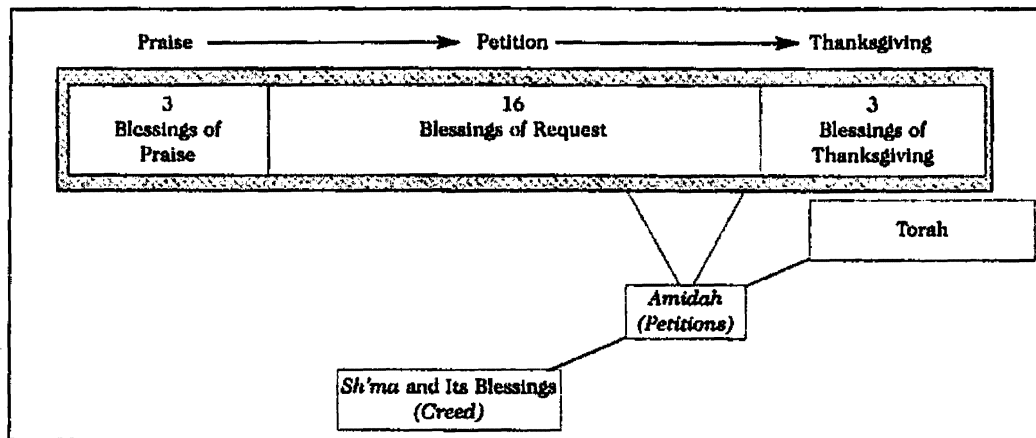 Praise Petition Thanksgiving
3
Blessings of
Praise
16
Blessings of Request
3
Blessings of
Thanksgiving
Torah
Amidah
(Petitions)
Sh'ma and Its Blessings
(Creed)